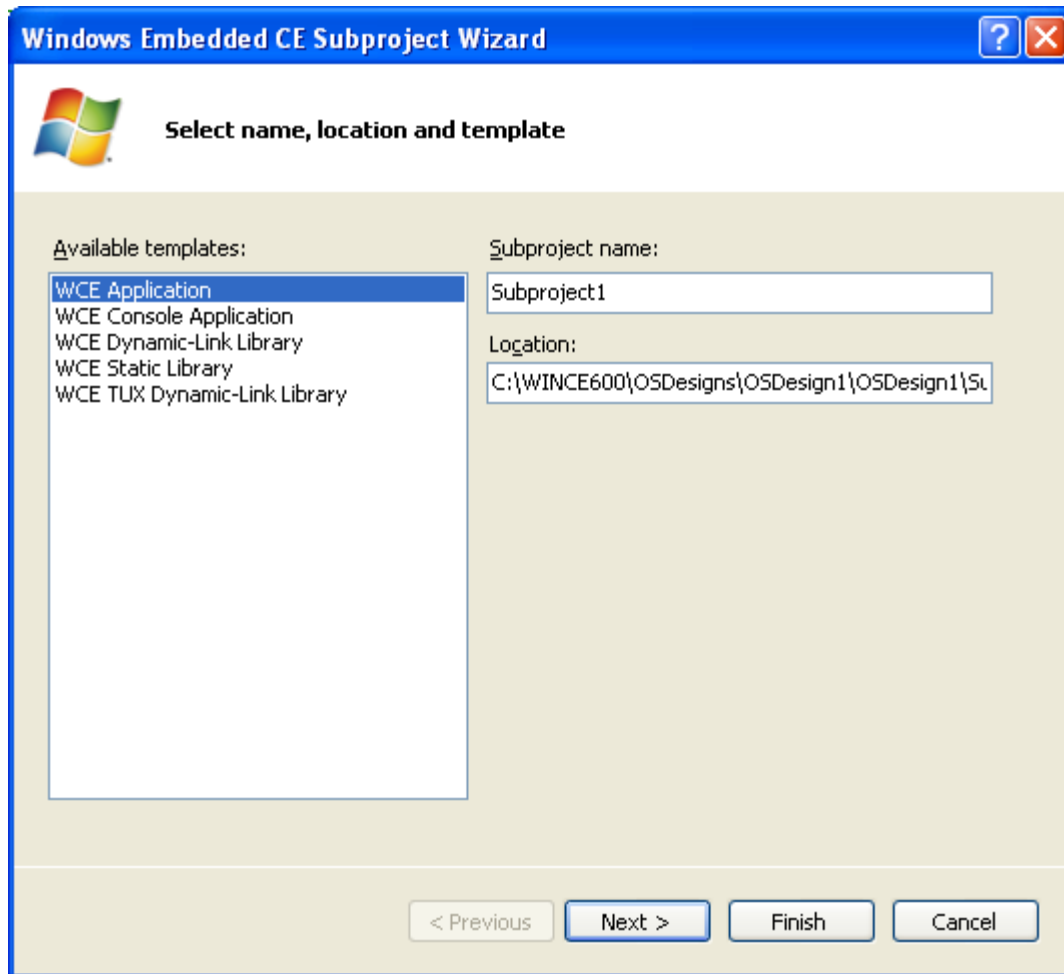 Windows Embedded CE Subproject Wizard
Select name, location and template
Available templates:
WCE Application
WCE Console Application
WCE Dynamic-Link Library
WCE Static Library
WCE TUX Dynamic-Link Library
Subproject name:
Subproject1
Location:
C:\WINCE600\OSDesigns\OSDesign1\OSDesign1\Su
< Previous
Next >
Finish
Cancel